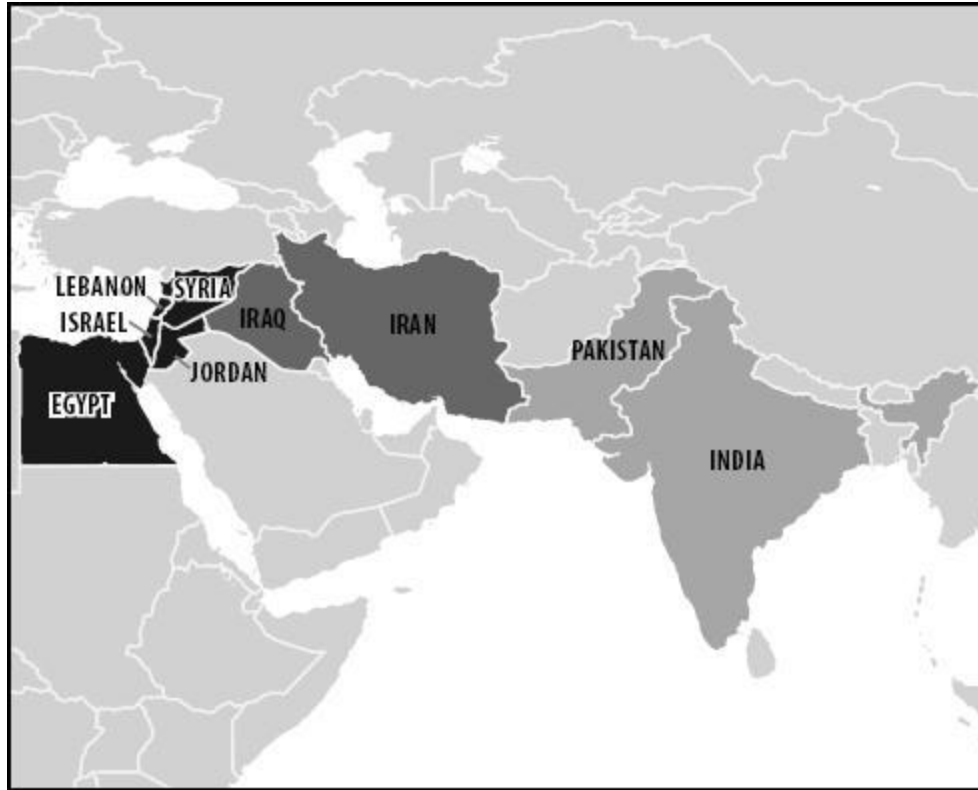 LEBANON
SYRIA
ISRAEL
IRAQ
IRAN
PAKISTAN
JORDAN
EGYPT
INDIA